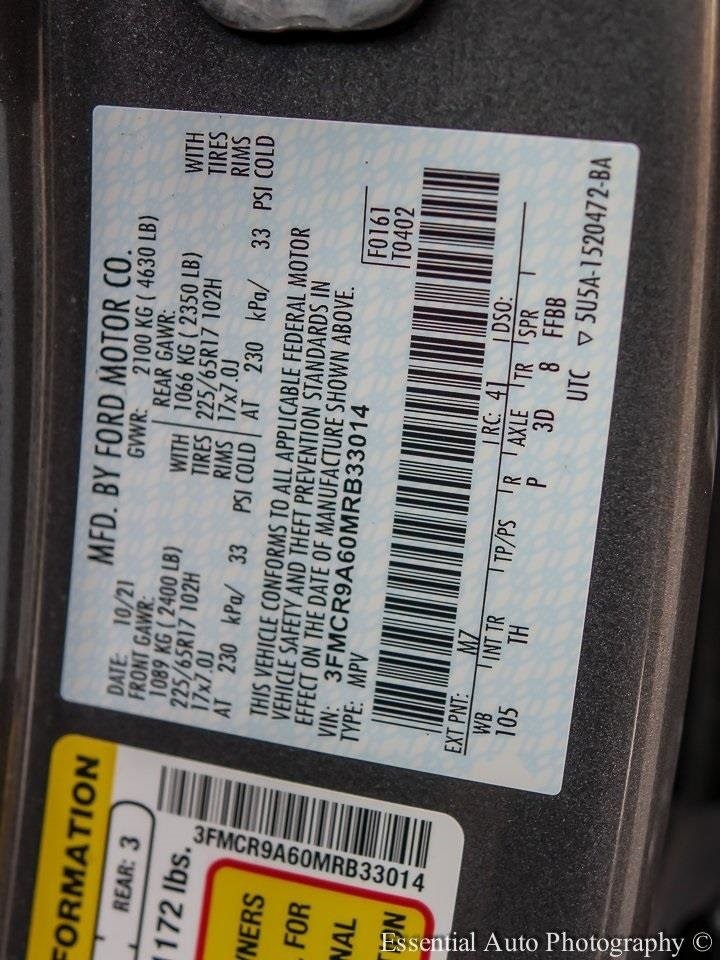 MFD. BY FORD MOTOR CO.
DATE: 10/21 GVWR: 2100 KG ( 4630 LB)
FRONT GAWR: REAR GAWR:
1089 KG ( 2400 LB) WITH 1066 KG ( 2350 LB) WITH
225/65R17 102H TIRES 225/65R17 102H TIRES
17x7.0J RIMS 17x7.0J RIMS
AT 230 kPa/ 33 PSI COLD AT 230 kPa/ 33 PSI COLD
THIS VEHICLE CONFORMS TO ALL APPLICABLE FEDERAL MOTOR
VEHICLE SAFETY AND THEFT PREVENTION STANDARDS IN
EFFECT ON THE DATE OF MANUFACTURE SHOWN ABOVE.
VIN: 3FMCR9A60MRB33014
TYPE: MPV
F0161
T0402
EXT PNT: MZ RC: 41 DSO:
WB INT TR TP/PS R AXLE TR SPR
105 TH P 3D 8 FFBB
UTC ▽ 5U5A-1520472-BA
FORMATION
REAR: 3
1172 lbs.
3FMCR9A60MRB33014
WNERS
FOR
NAL
TION
Essential Auto Photography ©